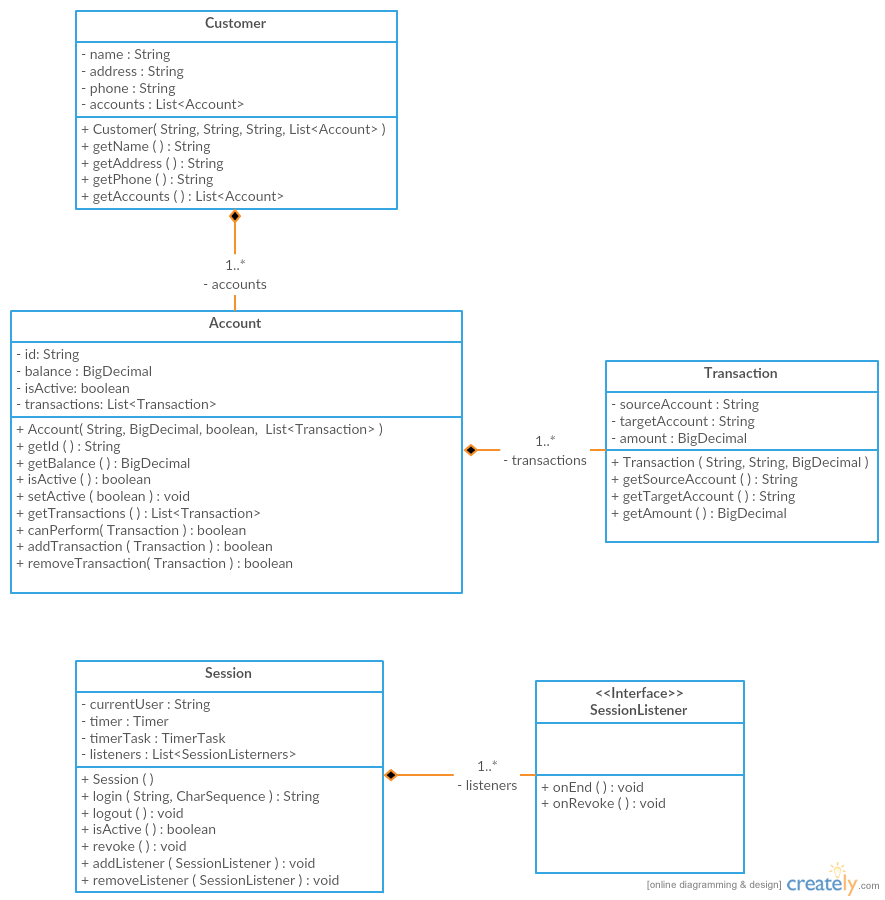 Customer
- name : String
- address : String
- phone : String
- accounts : List<Account>
+ Customer( String, String, String, List<Account> )
+ getName ( ) : String
+ getAddress ( ) : String
+ getPhone ( ) : String
+ getAccounts ( ) : List<Account>
1..*
- accounts
Account
- id: String
- balance : BigDecimal
- isActive: boolean
- transactions: List<Transaction>
+ Account( String, BigDecimal, boolean, List<Transaction> )
+ getId ( ) : String
+ getBalance ( ) : BigDecimal
+ isActive ( ) : boolean
+ setActive ( boolean ) : void
+ getTransactions ( ) : List<Transaction>
+ canPerform( Transaction ) : boolean
+ addTransaction ( Transaction ) : boolean
+ removeTransaction( Transaction ) : boolean
1..*
- transactions
Transaction
- sourceAccount : String
- targetAccount : String
- amount : BigDecimal
+ Transaction ( String, String, BigDecimal )
+ getSourceAccount ( ) : String
+ getTargetAccount ( ) : String
+ getAmount ( ) : BigDecimal
Session
- currentUser : String
- timer : Timer
- timerTask : TimerTask
- listeners : List<SessionListerners>
+ Session ( )
+ login ( String, CharSequence ) : String
+ logout ( ) : void
+ isActive ( ) : boolean
+ revoke ( ) : void
+ addListener ( SessionListener ) : void
+ removeListener ( SessionListener ) : void
1..*
- listeners
<<Interface>>
SessionListener
+ onEnd ( ) : void
+ onRevoke ( ) : void
[online diagramming & design] creately.com